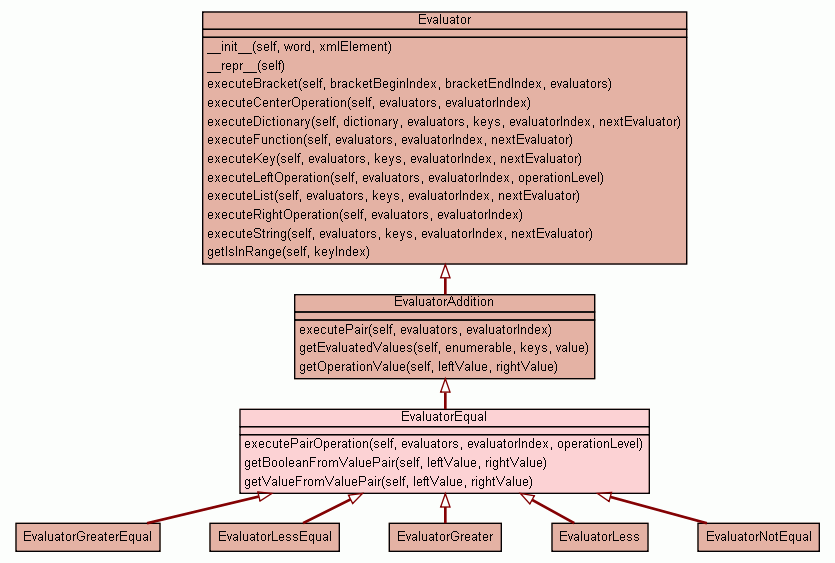 Evaluator
__init__(self, word, xmlElement)
__repr__(self)
executeBracket(self, bracketBeginIndex, bracketEndIndex, evaluators)
executeCenterOperation(self, evaluators, evaluatorIndex)
executeDictionary(self, dictionary, evaluators, keys, evaluatorIndex, nextEvaluator)
executeFunction(self, evaluators, evaluatorIndex, nextEvaluator)
executeKey(self, evaluators, keys, evaluatorIndex, nextEvaluator)
executeLeftOperation(self, evaluators, evaluatorIndex, operationLevel)
executeList(self, evaluators, keys, evaluatorIndex, nextEvaluator)
executeRightOperation(self, evaluators, evaluatorIndex)
executeString(self, evaluators, keys, evaluatorIndex, nextEvaluator)
getIsInRange(self, keyIndex)
EvaluatorAddition
executePair(self, evaluators, evaluatorIndex)
getEvaluatedValues(self, enumerable, keys, value)
getOperationValue(self, leftValue, rightValue)
EvaluatorEqual
executePairOperation(self, evaluators, evaluatorIndex, operationLevel)
getBooleanFromValuePair(self, leftValue, rightValue)
getValueFromValuePair(self, leftValue, rightValue)
EvaluatorGreaterEqual
EvaluatorLessEqual
EvaluatorGreater
EvaluatorLess
EvaluatorNotEqual